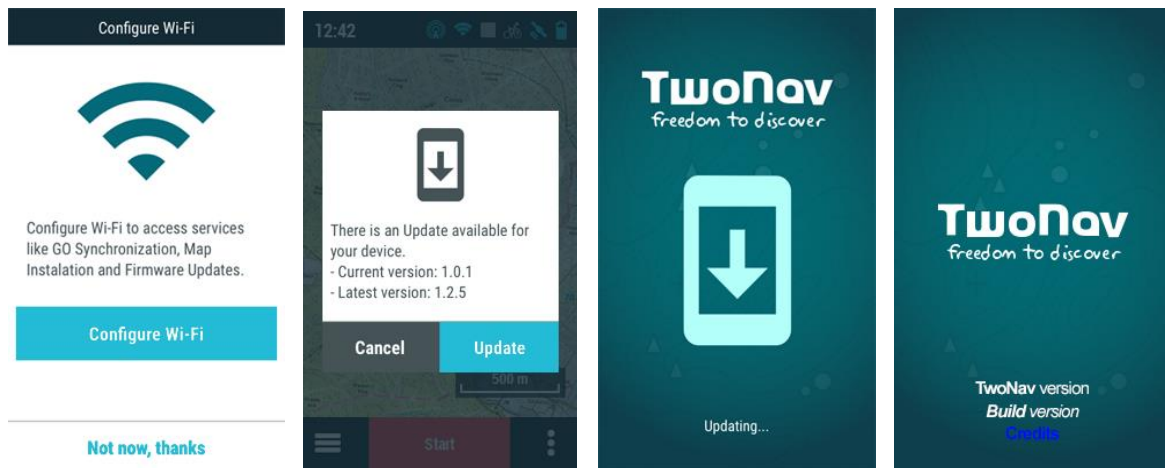 Configure Wi-Fi
Configure Wi-Fi to access services
like GO Synchronization, Map
Instalation and Firmware Updates.
Configure Wi-Fi
Not now, thanks
12:42
There is an Update available for
your device.
- Current version: 1.0.1
- Latest version: 1.2.5
Cancel
Update
500 m
Start
TwoNav
freedom to discover
Updating...
TwoNav
freedom to discover
TwoNav version
Build version
Credits